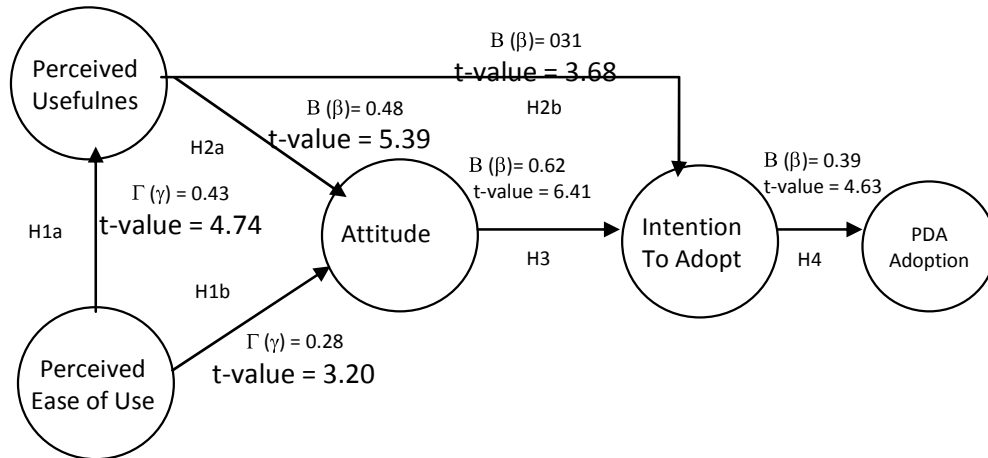 B (β)= 031
t-value = 3.68
Perceived
Usefulnes
H2b
B (β)= 0.48
t-value = 5.39
H2a
B (β)= 0.62
t-value = 6.41
B (β)= 0.39
t-value = 4.63
Γ (γ) = 0.43
t-value = 4.74
H1a
Attitude
Intention
To Adopt
PDA
Adoption
H3
H4
H1b
Γ (γ) = 0.28
t-value = 3.20
Perceived
Ease of Use